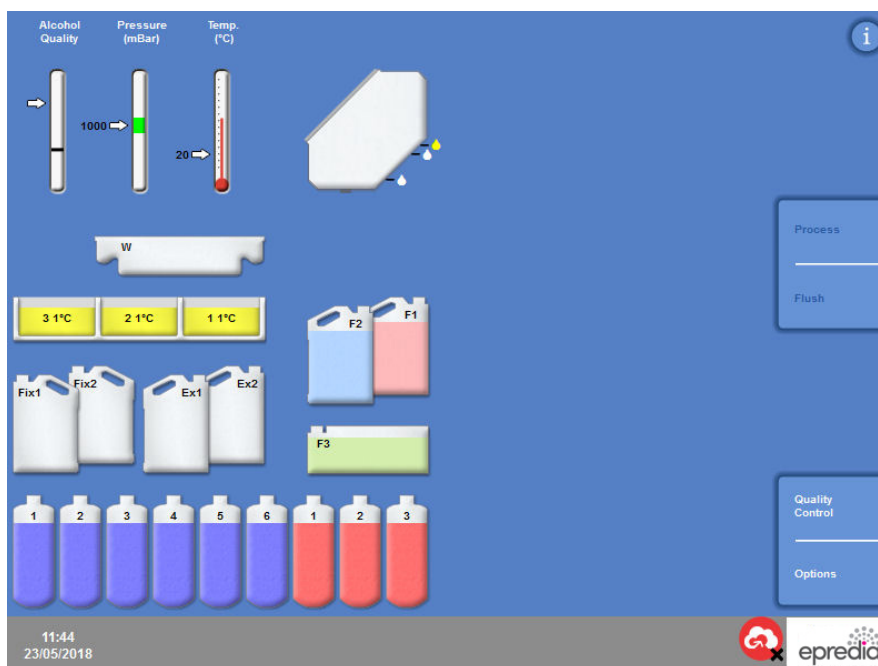 Alcohol
Quality
Pressure
(mBar)
Temp.
(°C)
i
1000
20
W
3 1°C
2 1°C
1 1°C
F2
F1
Fix1
Fix2
Ex1
Ex2
F3
1
2
3
4
5
6
1
2
3
Process
Flush
Quality
Control
Options
11:44
23/05/2018
epredia